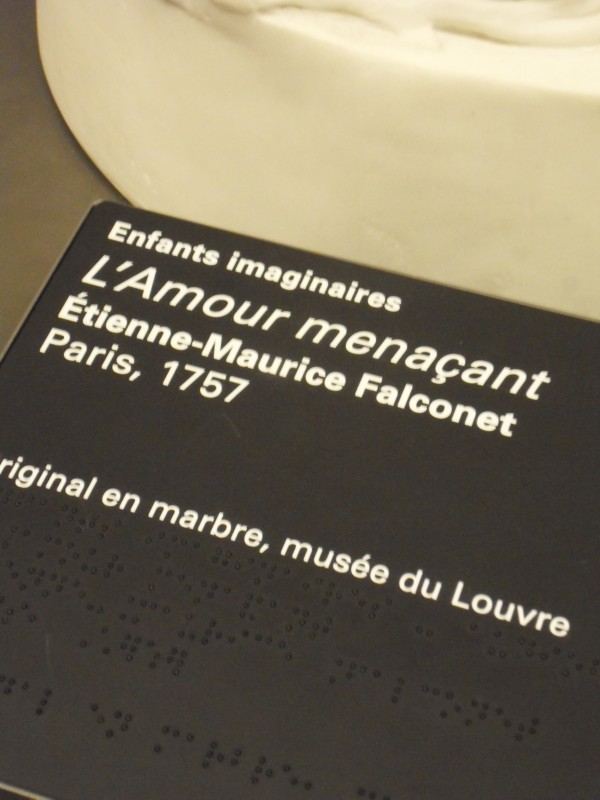 Enfants imaginaires
L'Amour menaçant
Étienne-Maurice Falconet
Paris, 1757
riginal en marbre, musée du Louvre